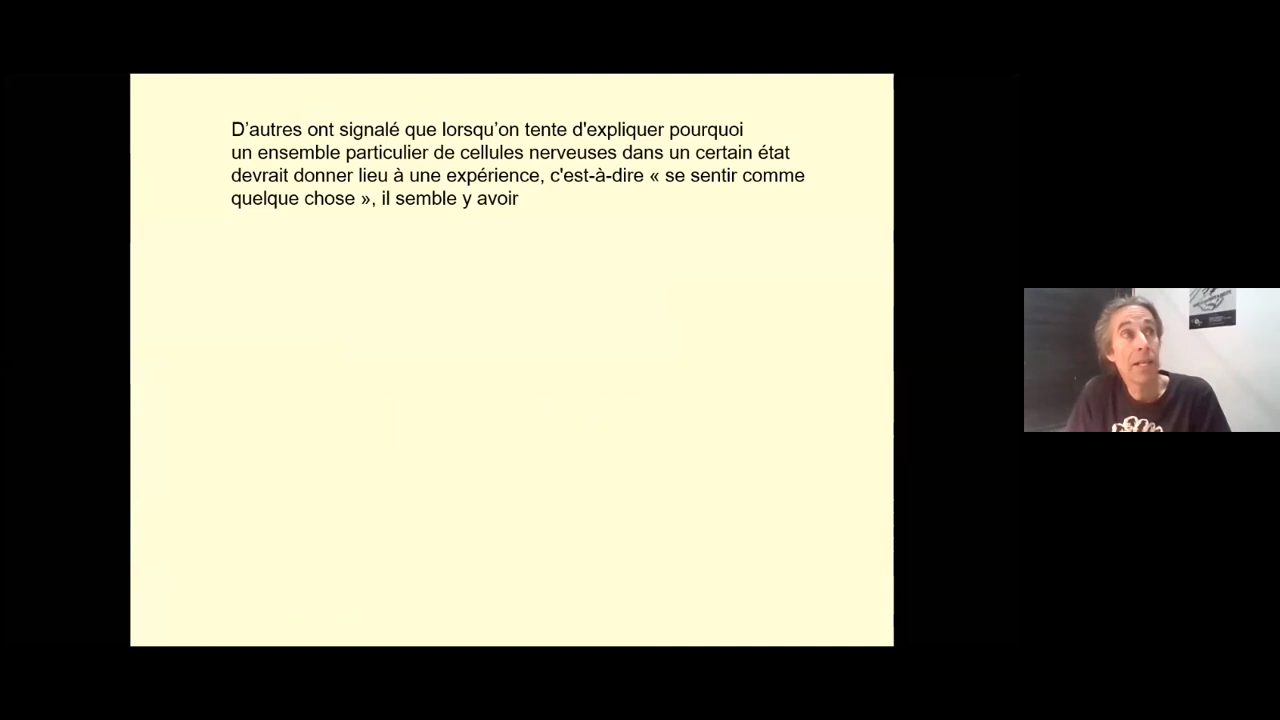 D’autres ont signalé que lorsqu’on tente d'expliquer pourquoi
un ensemble particulier de cellules nerveuses dans un certain état
devrait donner lieu à une expérience, c'est-à-dire « se sentir comme
quelque chose », il semble y avoir